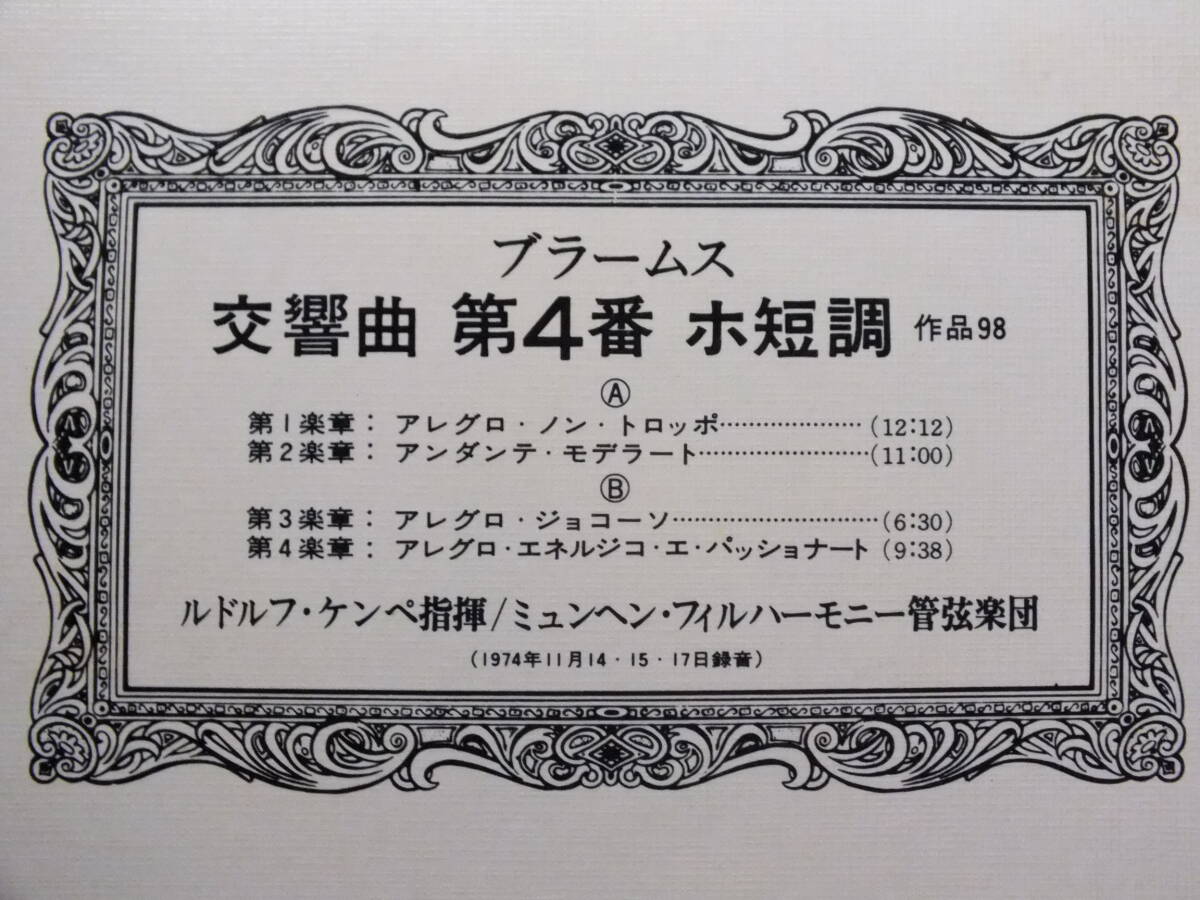 ブラームス
交響曲 第4番 ホ短調 作品98
Ⓐ
第1楽章: アレグロ・ノン・トロッポ…………………(12:12)
第2楽章: アンダンテ・モデラート……………………(11:00)
Ⓑ
第3楽章: アレグロ・ジョコーソ………………………(6:30)
第4楽章: アレグロ・エネルジコ・エ・パッショナート (9:38)
ルドルフ・ケンペ指揮/ミュンヘン・フィルハーモニー管弦楽団
(1974年11月14・15・17日録音)